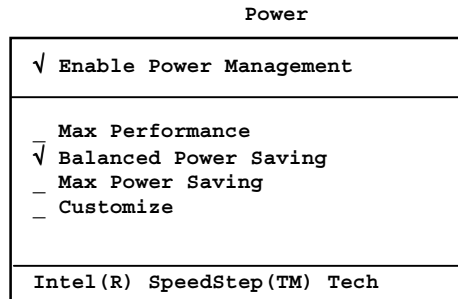 Power
√ Enable Power Management
_ Max Performance
√ Balanced Power Saving
_ Max Power Saving
_ Customize
Intel(R) SpeedStep(TM) Tech